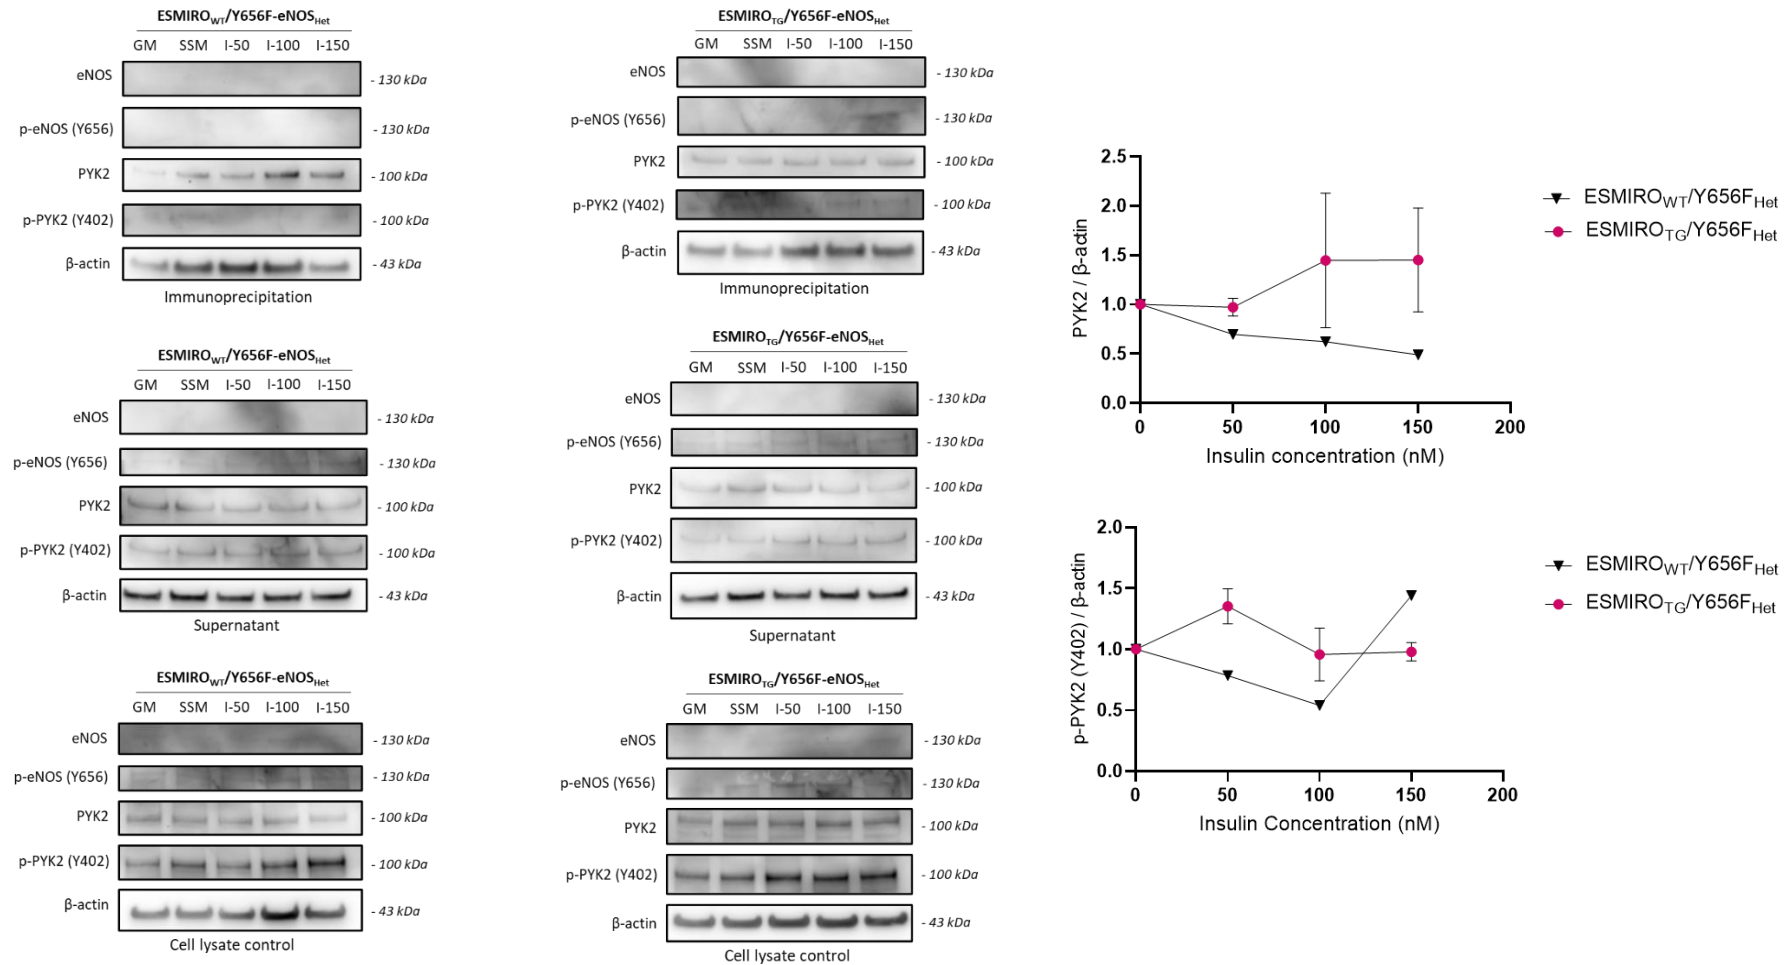 ESMIROWT/Y656F-eNOSHet
GM SSM I-50 I-100 I-150
eNOS - 130 kDa
p-eNOS (Y656) - 130 kDa
PYK2 - 100 kDa
p-PYK2 (Y402) - 100 kDa
β-actin - 43 kDa
Immunoprecipitation
ESMIROWT/Y656F-eNOSHet
GM SSM I-50 I-100 I-150
eNOS - 130 kDa
p-eNOS (Y656) - 130 kDa
PYK2 - 100 kDa
p-PYK2 (Y402) - 100 kDa
β-actin - 43 kDa
Supernatant
ESMIROWT/Y656F-eNOSHet
GM SSM I-50 I-100 I-150
eNOS - 130 kDa
p-eNOS (Y656) - 130 kDa
PYK2 - 100 kDa
p-PYK2 (Y402) - 100 kDa
β-actin - 43 kDa
Cell lysate control
ESMIROTG/Y656F-eNOSHet
GM SSM I-50 I-100 I-150
eNOS - 130 kDa
p-eNOS (Y656) - 130 kDa
PYK2 - 100 kDa
p-PYK2 (Y402) - 100 kDa
β-actin - 43 kDa
Immunoprecipitation
ESMIROTG/Y656F-eNOSHet
GM SSM I-50 I-100 I-150
eNOS - 130 kDa
p-eNOS (Y656) - 130 kDa
PYK2 - 100 kDa
p-PYK2 (Y402) - 100 kDa
β-actin - 43 kDa
Supernatant
ESMIROTG/Y656F-eNOSHet
GM SSM I-50 I-100 I-150
eNOS - 130 kDa
p-eNOS (Y656) - 130 kDa
PYK2 - 100 kDa
p-PYK2 (Y402) - 100 kDa
β-actin - 43 kDa
Cell lysate control
PYK2 / β-actin
2.5
2.0
1.5
1.0
0.5
0.0
0 50 100 150 200
Insulin concentration (nM)
ESMIROWT/Y656FHet
ESMIROTG/Y656FHet
p-PYK2 (Y402) / β-actin
2.0
1.5
1.0
0.5
0.0
0 50 100 150 200
Insulin Concentration (nM)
ESMIROWT/Y656FHet
ESMIROTG/Y656FHet